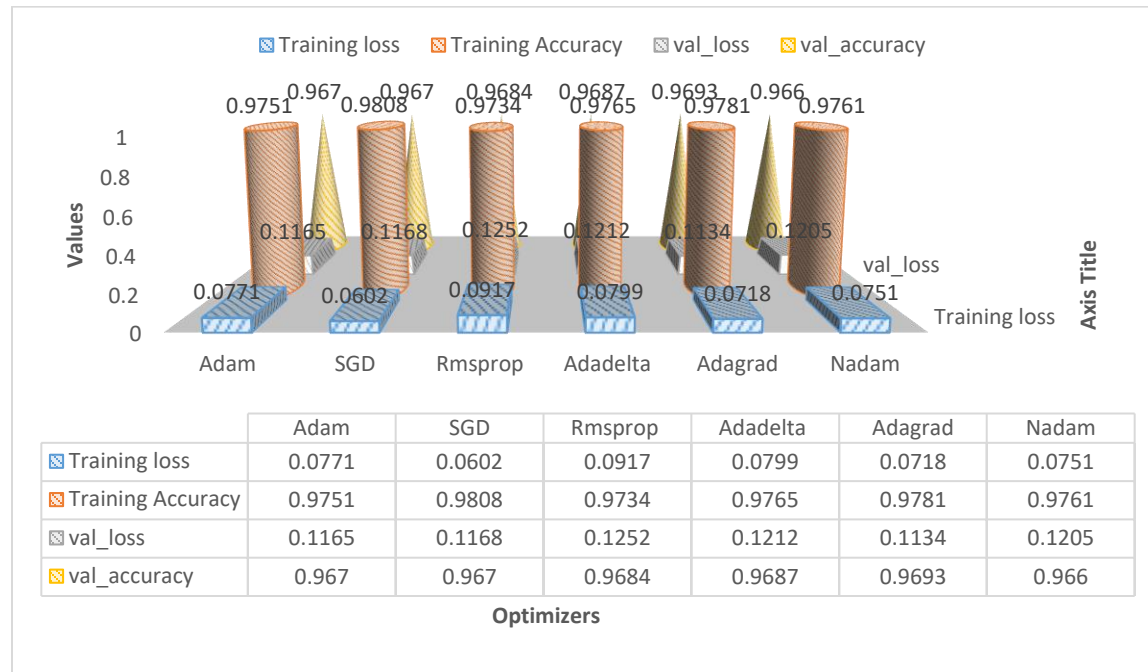 Training loss Training Accuracy val_loss val_accuracy
0.967 0.967 0.9684 0.9687 0.9693 0.966
0.9751 0.9808 0.9734 0.9765 0.9781 0.9761
1
0.8
0.6
0.4
0.2
0
Values
0.1165 0.1168 0.1252 0.1212 0.1134 0.1205
0.0771 0.0602 0.0917 0.0799 0.0718 0.0751
val_loss
Training loss
Axis Title
Adam SGD Rmsprop Adadelta Adagrad Nadam
Adam SGD Rmsprop Adadelta Adagrad Nadam
Training loss 0.0771 0.0602 0.0917 0.0799 0.0718 0.0751
Training Accuracy 0.9751 0.9808 0.9734 0.9765 0.9781 0.9761
val_loss 0.1165 0.1168 0.1252 0.1212 0.1134 0.1205
val_accuracy 0.967 0.967 0.9684 0.9687 0.9693 0.966
Optimizers